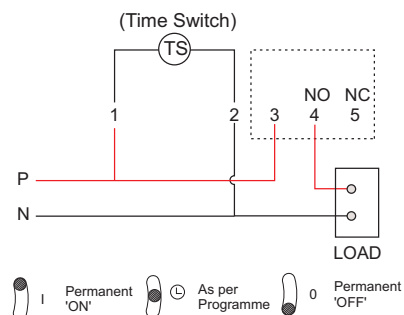 (Time Switch)
TS
NO NC
1 2 3 4 5
P
N
LOAD
I Permanent 'ON'
As per Programme
0 Permanent 'OFF'